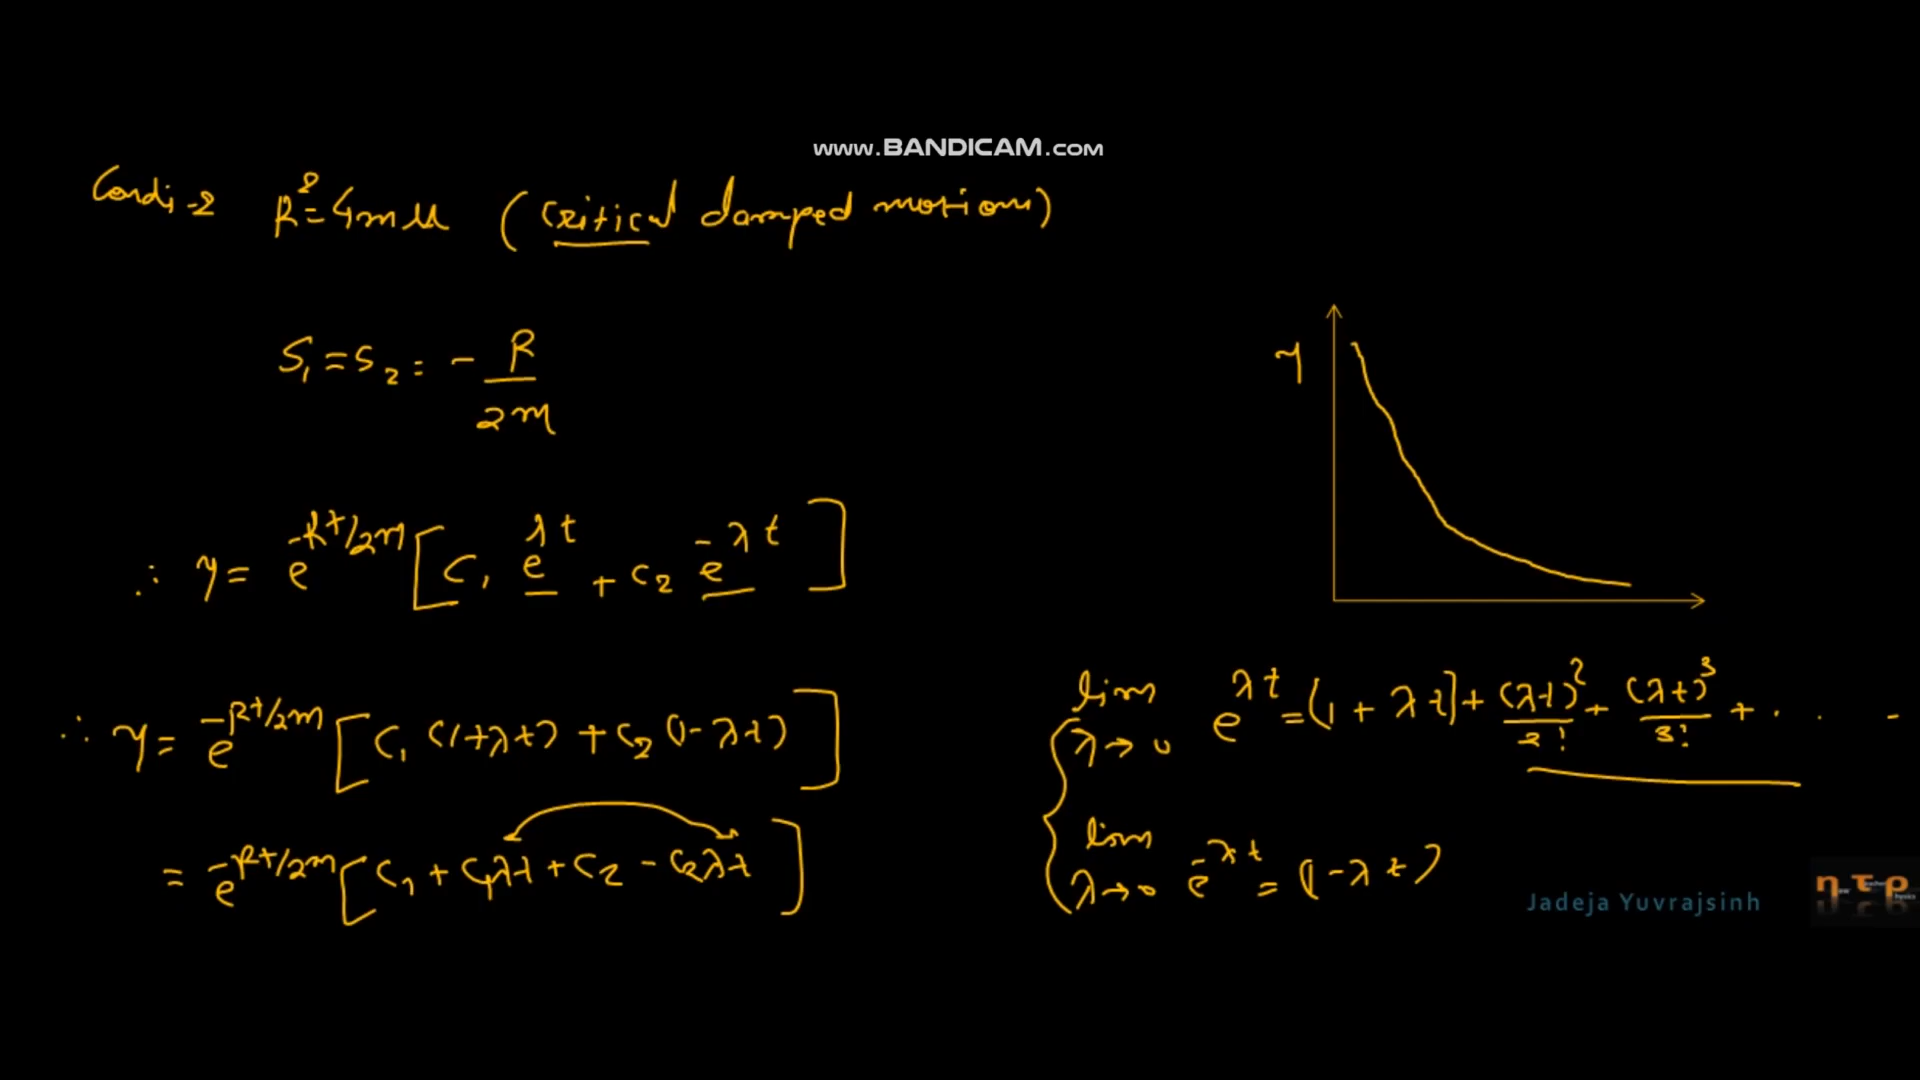 www.BANDICAM.com
Condi-2 R² = 4mμ (critical damped motions)
S₁ = S₂ = - R/2m
∴ y = e^(-Rt/2m) [C₁ e^(λt) + C₂ e^(-λt)]
y
∴ y = e^(-Rt/2m) [C₁ (1+λt) + C₂ (1-λt)]
= e^(-Rt/2m) [C₁ + C₁λt + C₂ - C₂λt]
lim λ→0 e^(λt) = (1 + λt) + (λt)²/2! + (λt)³/3! + . . -
lim λ→0 e^(-λt) = (1-λt)
Jadeja Yuvrajsinh
ητρ